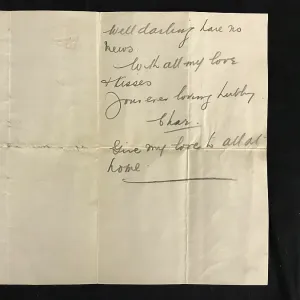 Well darling have no
news
With all my love
& Kisses
Your ever loving hubby
Chas.
Give my love to all at
home.